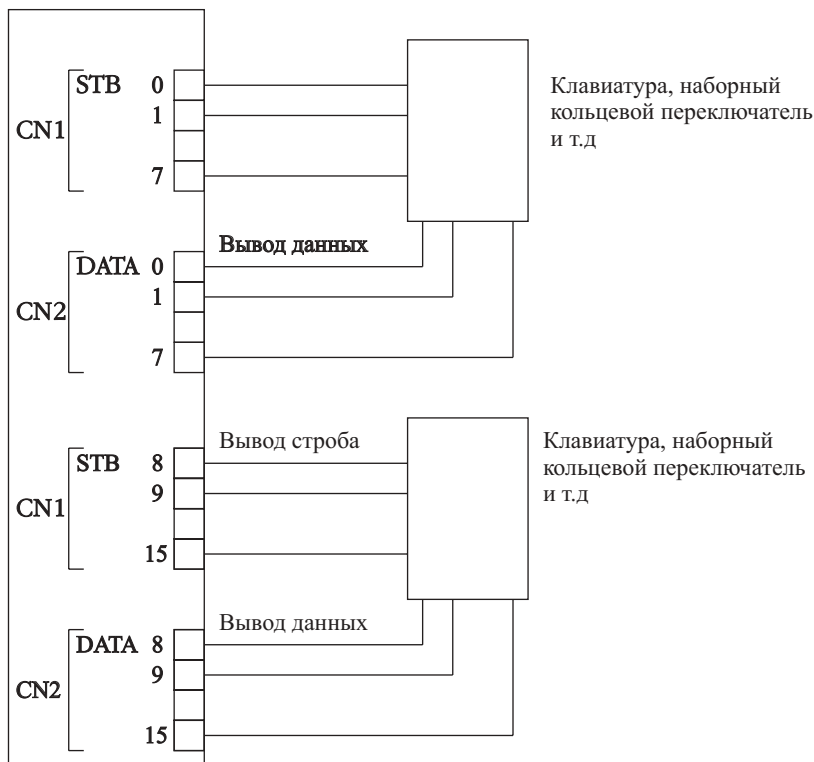 STB 0
1
CN1
7
Клавиатура, наборный
кольцевой переключатель
и т.д
Вывод данных
DATA 0
1
CN2
7
Вывод строба
STB 8
9
CN1
15
Клавиатура, наборный
кольцевой переключатель
и т.д
Вывод данных
DATA 8
9
CN2
15